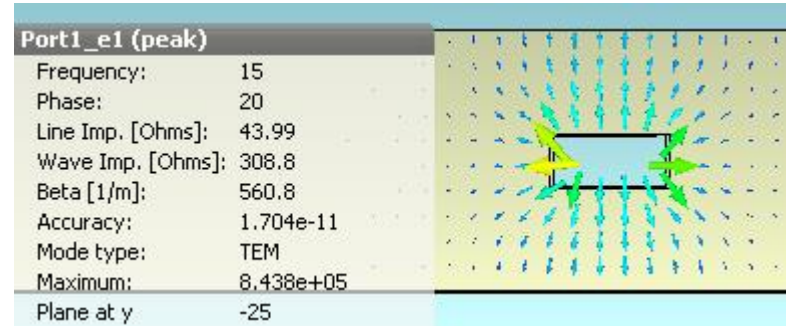 Port1_e1 (peak)
Frequency: 15
Phase: 20
Line Imp. [Ohms]: 43.99
Wave Imp. [Ohms]: 308.8
Beta [1/m]: 560.8
Accuracy: 1.704e-11
Mode type: TEM
Maximum: 8.438e+05
Plane at y -25